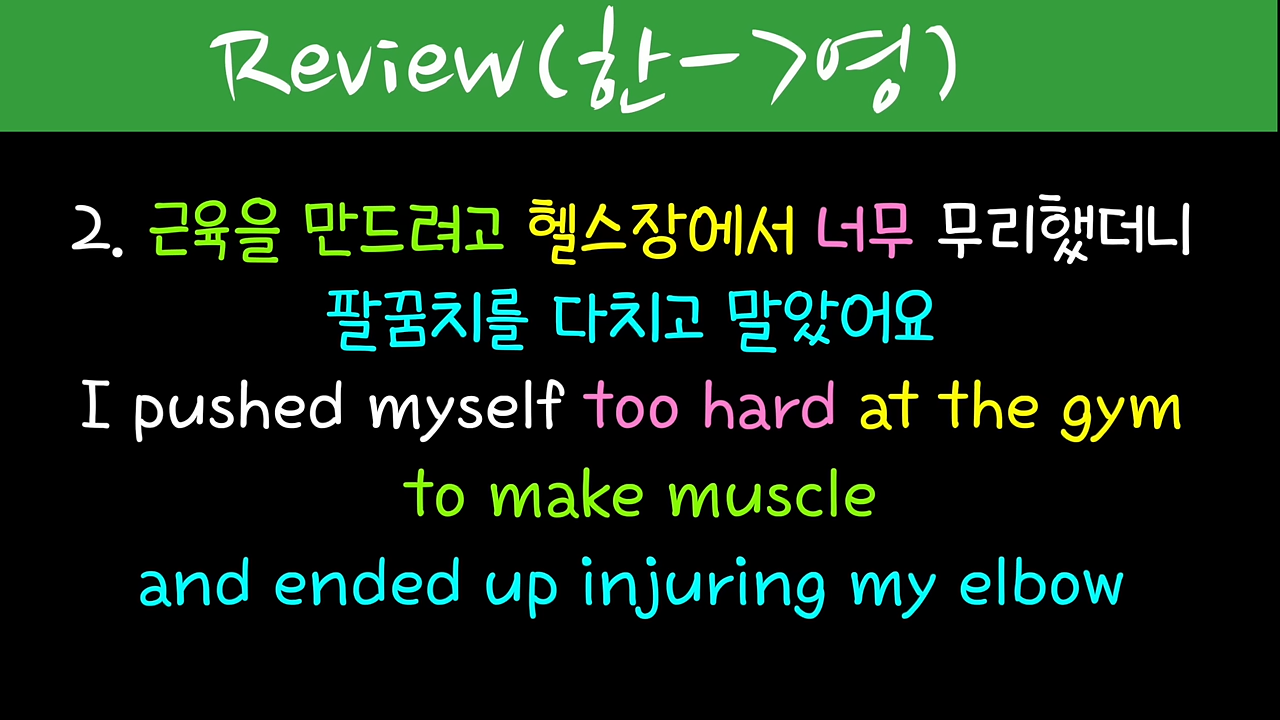 Review(한->영)
2. 근육을 만드려고 헬스장에서 너무 무리했더니
팔꿈치를 다치고 말았어요
I pushed myself too hard at the gym
to make muscle
and ended up injuring my elbow